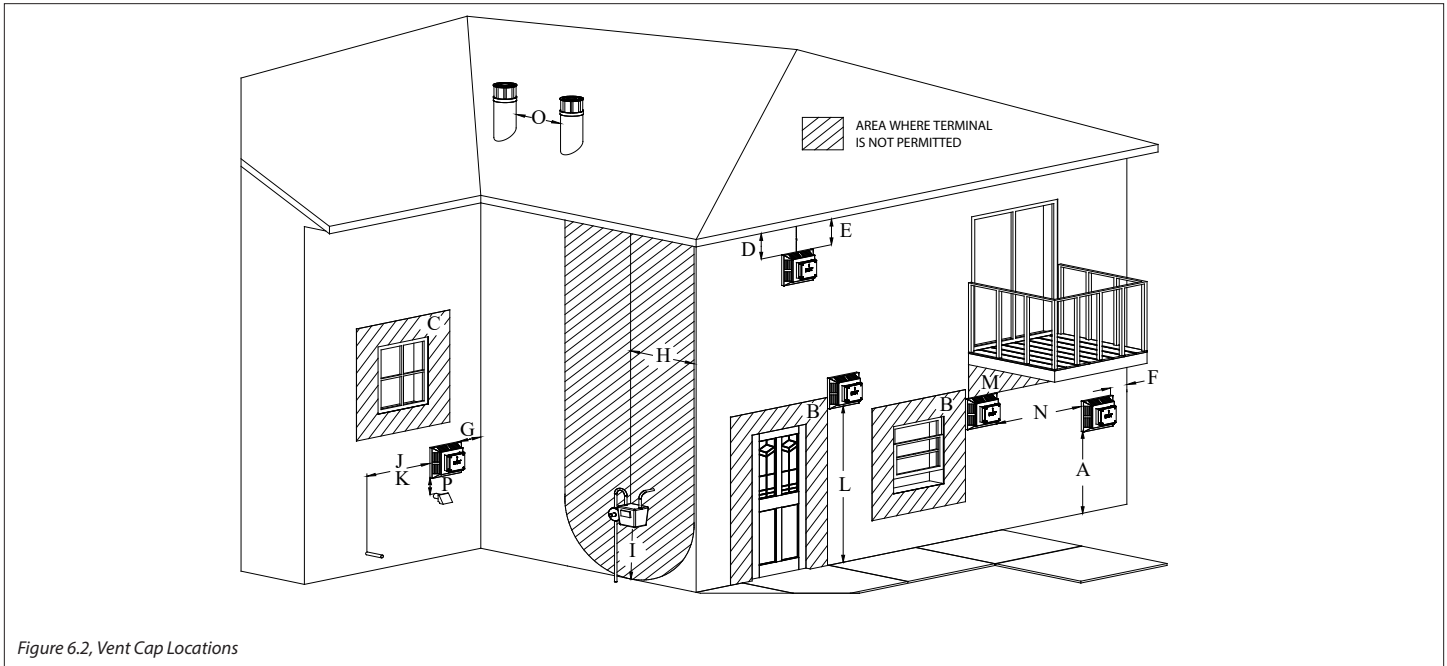 O
AREA WHERE TERMINAL
IS NOT PERMITTED
D
E
C
H
F
M
B
B
N
G
J
K
P
L
A
I
Figure 6.2, Vent Cap Locations